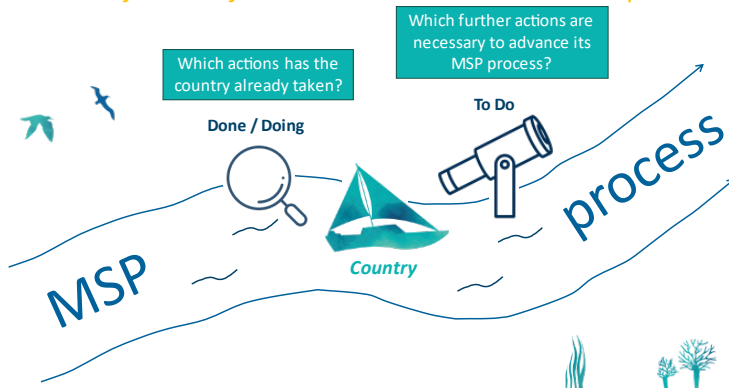 Which further actions are
necessary to advance its
MSP process?
Which actions has the
country already taken?
Done / Doing
To Do
Country
MSP
process